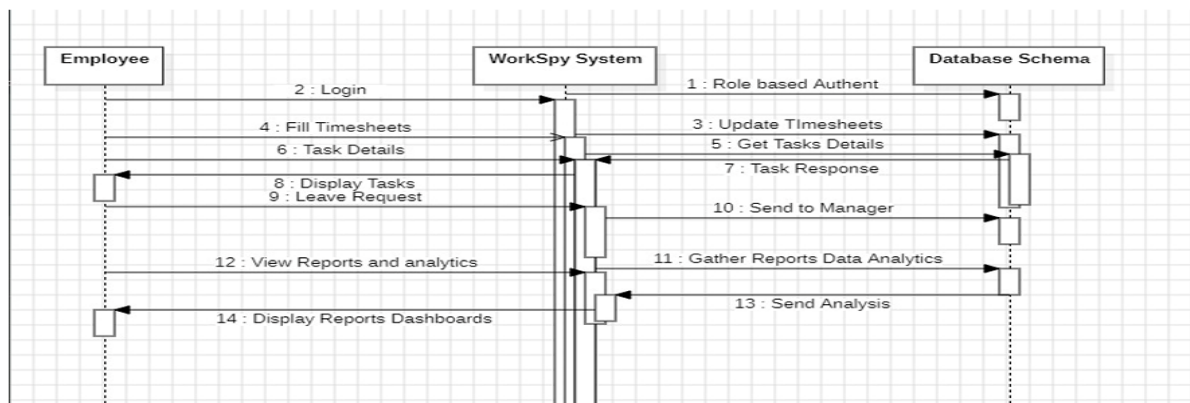 Employee
WorkSpy System
Database Schema
1 : Role based Authent
2 : Login
3 : Update TImesheets
4 : Fill Timesheets
5 : Get Tasks Details
6 : Task Details
7 : Task Response
8 : Display Tasks
9 : Leave Request
10 : Send to Manager
11 : Gather Reports Data Analytics
12 : View Reports and analytics
13 : Send Analysis
14 : Display Reports Dashboards